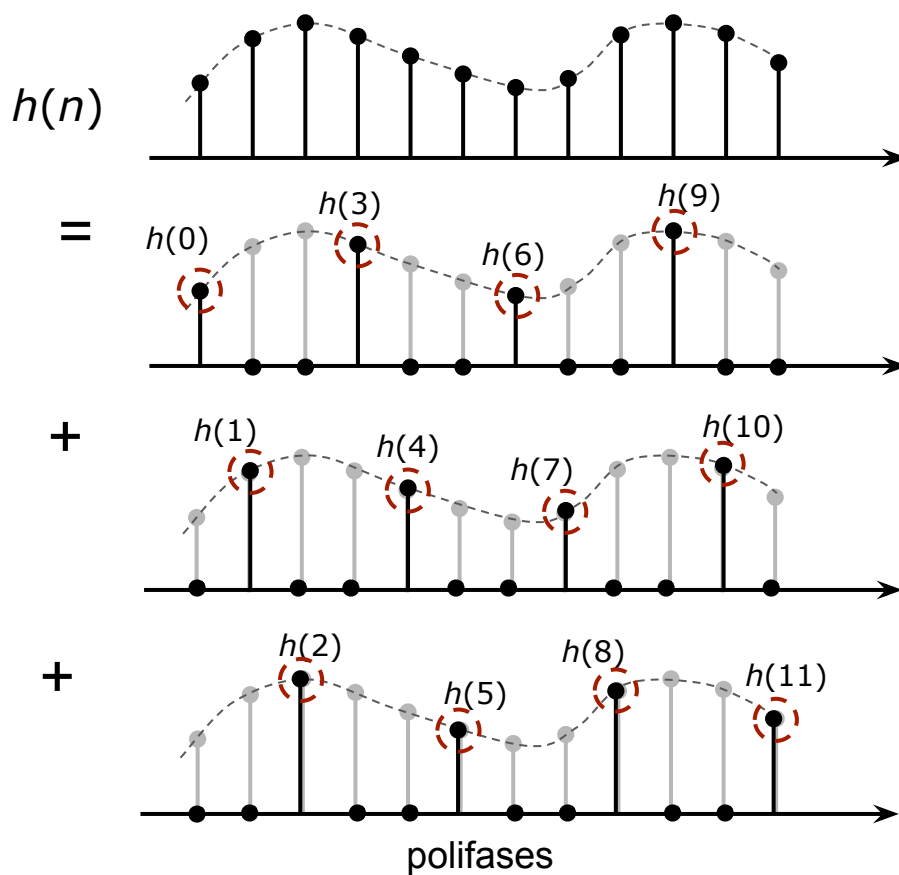 h(n)
=
h(0) h(3) h(6) h(9)
+
h(1) h(4) h(7) h(10)
+
h(2) h(5) h(8) h(11)
polifases